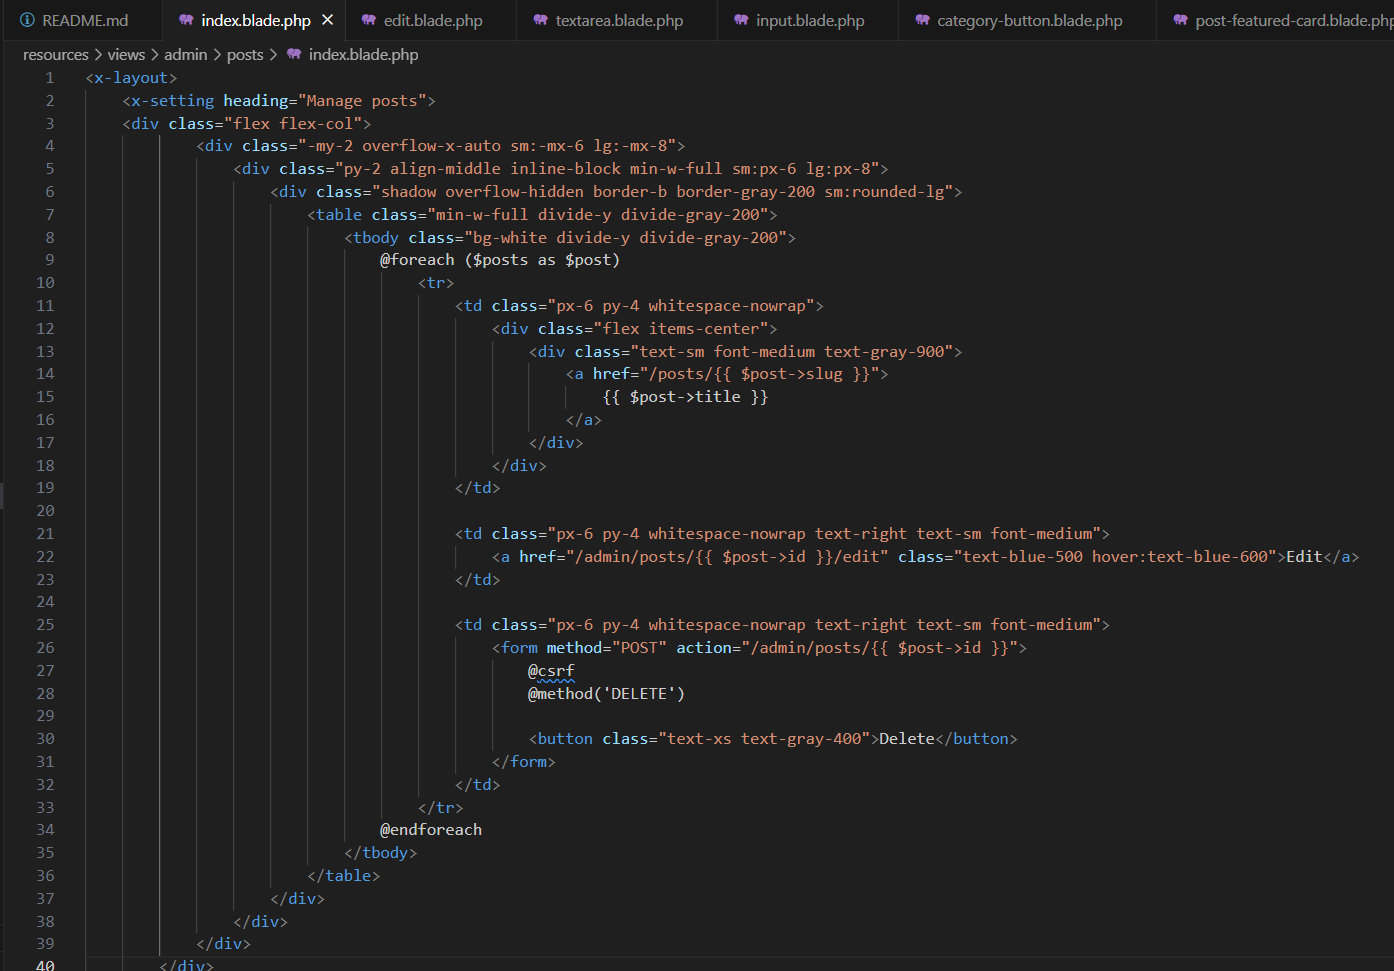 README.md index.blade.php edit.blade.php textarea.blade.php input.blade.php category-button.blade.php post-featured-card.blade.php
resources > views > admin > posts > index.blade.php
1 <x-layout>
2 <x-setting heading="Manage posts">
3 <div class="flex flex-col">
4 <div class="-my-2 overflow-x-auto sm:-mx-6 lg:-mx-8">
5 <div class="py-2 align-middle inline-block min-w-full sm:px-6 lg:px-8">
6 <div class="shadow overflow-hidden border-b border-gray-200 sm:rounded-lg">
7 <table class="min-w-full divide-y divide-gray-200">
8 <tbody class="bg-white divide-y divide-gray-200">
9 @foreach ($posts as $post)
10 <tr>
11 <td class="px-6 py-4 whitespace-nowrap">
12 <div class="flex items-center">
13 <div class="text-sm font-medium text-gray-900">
14 <a href="/posts/{{ $post->slug }}">
15 {{ $post->title }}
16 </a>
17 </div>
18 </div>
19 </td>
20
21 <td class="px-6 py-4 whitespace-nowrap text-right text-sm font-medium">
22 <a href="/admin/posts/{{ $post->id }}/edit" class="text-blue-500 hover:text-blue-600">Edit</a>
23 </td>
24
25 <td class="px-6 py-4 whitespace-nowrap text-right text-sm font-medium">
26 <form method="POST" action="/admin/posts/{{ $post->id }}">
27 @csrf
28 @method('DELETE')
29
30 <button class="text-xs text-gray-400">Delete</button>
31 </form>
32 </td>
33 </tr>
34 @endforeach
35 </tbody>
36 </table>
37 </div>
38 </div>
39 </div>
40 </div>